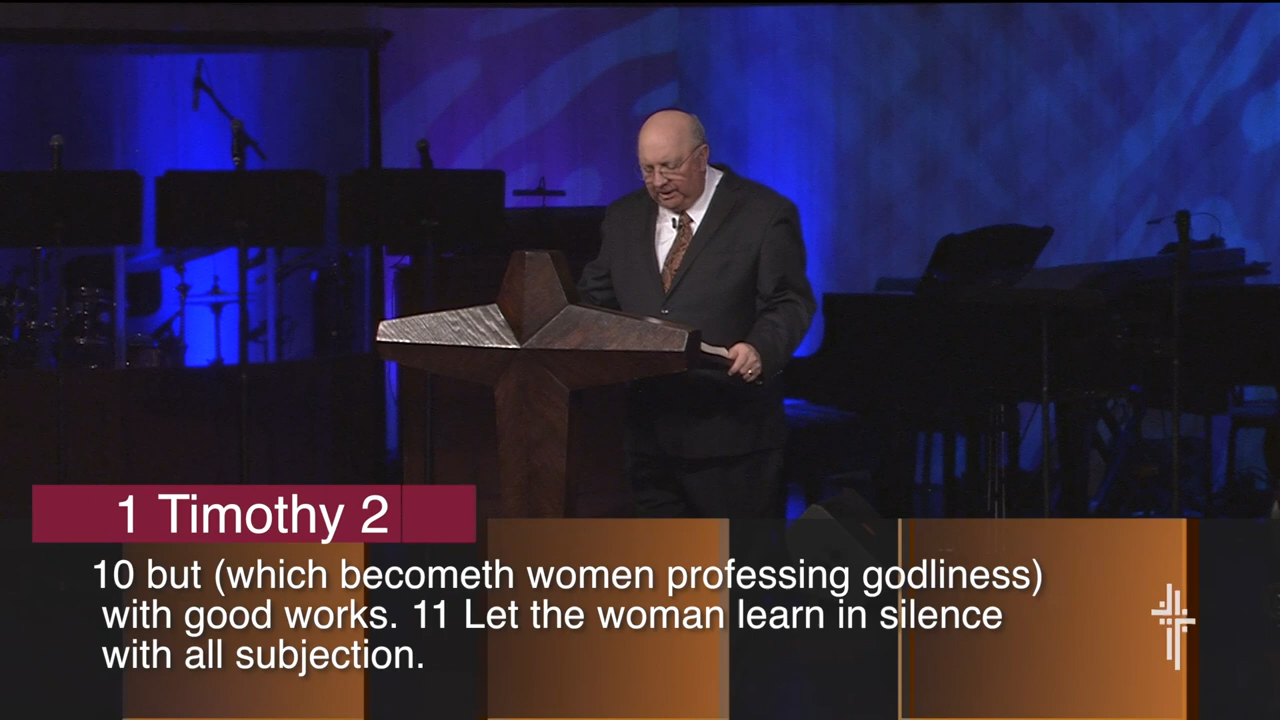 1 Timothy 2
10 but (which becometh women professing godliness)
with good works. 11 Let the woman learn in silence
with all subjection.